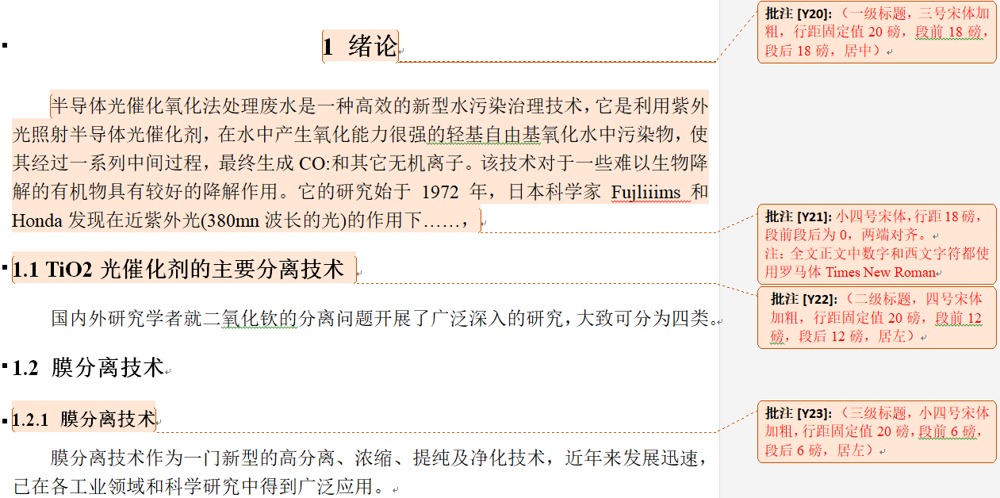 1 绪论
半导体光催化氧化法处理废水是一种高效的新型水污染治理技术，它是利用紫外
光照射半导体光催化剂，在水中产生氧化能力很强的轻基自由基氧化水中污染物，使
其经过一系列中间过程，最终生成 CO:和其它无机离子。该技术对于一些难以生物降
解的有机物具有较好的降解作用。它的研究始于 1972 年，日本科学家 Fujliiims 和
Honda 发现在近紫外光(380mn 波长的光)的作用下……，
1.1 TiO2 光催化剂的主要分离技术
国内外研究学者就二氧化钦的分离问题开展了广泛深入的研究，大致可分为四类。
1.2 膜分离技术
1.2.1 膜分离技术
膜分离技术作为一门新型的高分离、浓缩、提纯及净化技术，近年来发展迅速，
已在各工业领域和科学研究中得到广泛应用。
批注 [Y20]: （一级标题，三号宋体加
粗，行距固定值 20 磅，段前 18 磅，
段后 18 磅，居中）
批注 [Y21]: 小四号宋体，行距 18 磅，
段前段后为 0，两端对齐。
注：全文正文中数字和西文字符都使
用罗马体 Times New Roman
批注 [Y22]: （二级标题，四号宋体
加粗，行距固定值 20 磅，段前 12
磅，段后 12 磅，居左）
批注 [Y23]: （三级标题，小四号宋体
加粗，行距固定值 20 磅，段前 6 磅，
段后 6 磅，居左）